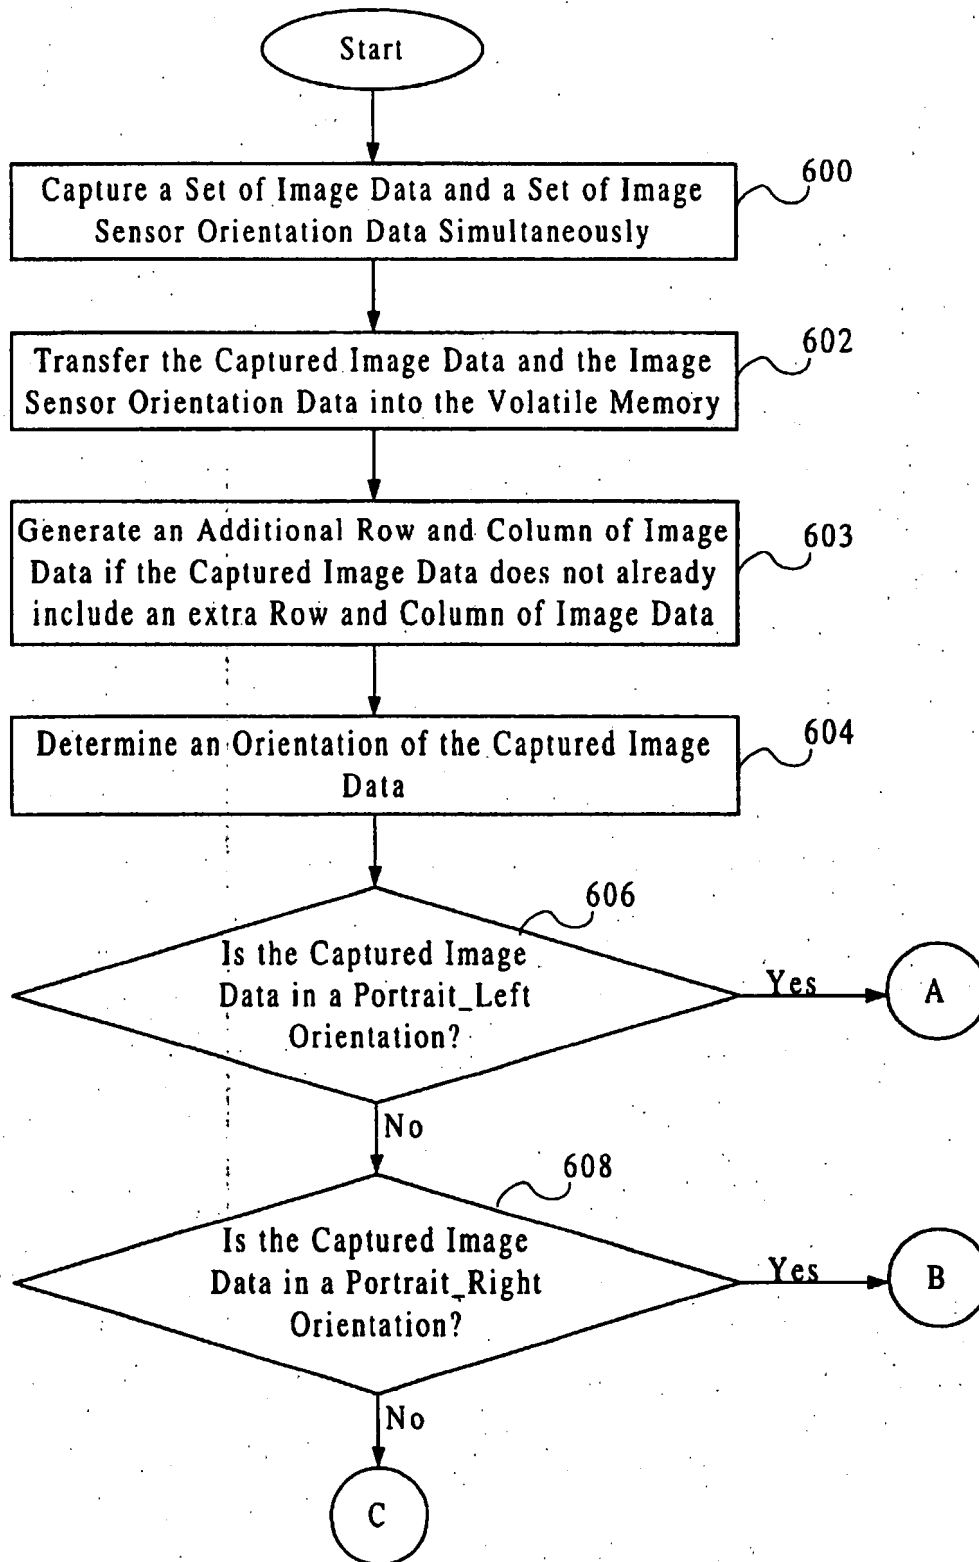 Start
Capture a Set of Image Data and a Set of Image
Sensor Orientation Data Simultaneously
600
Transfer the Captured Image Data and the Image
Sensor Orientation Data into the Volatile Memory
602
Generate an Additional Row and Column of Image
Data if the Captured Image Data does not already
include an extra Row and Column of Image Data
603
Determine an Orientation of the Captured Image
Data
604
606
Is the Captured Image
Data in a Portrait_Left
Orientation?
Yes
A
No
608
Is the Captured Image
Data in a Portrait_Right
Orientation?
Yes
B
No
C